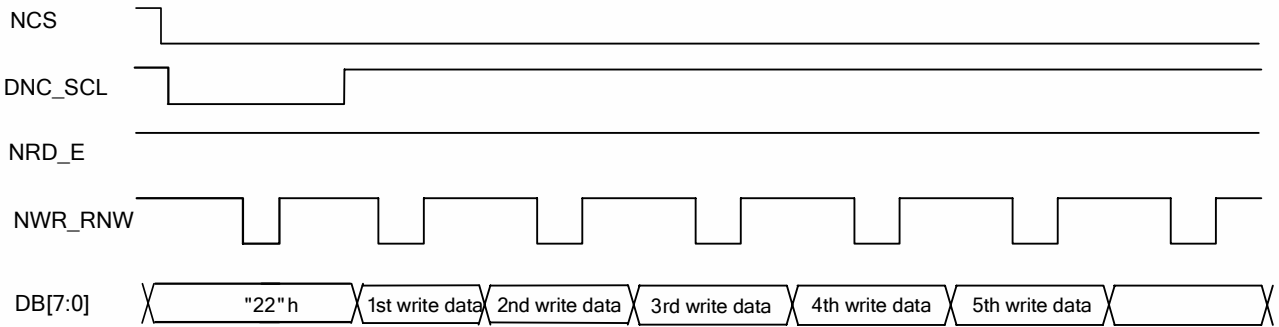 NCS
DNC_SCL
NRD_E
NWR_RNW
DB[7:0] "22"h 1st write data 2nd write data 3rd write data 4th write data 5th write data